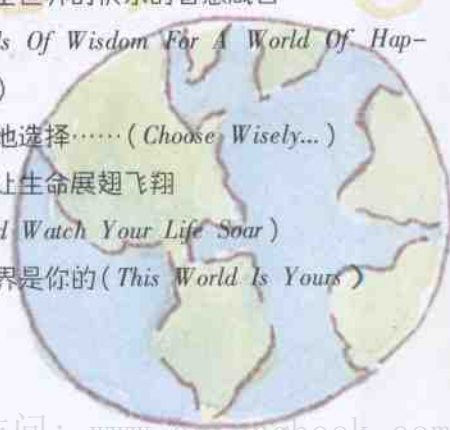 ls Of Wisdom For A World Of Hap-
)
地选择……(Choose Wisely...)
让生命展翅飞翔
d Watch Your Life Soar)
界是你的(This World Is Yours)